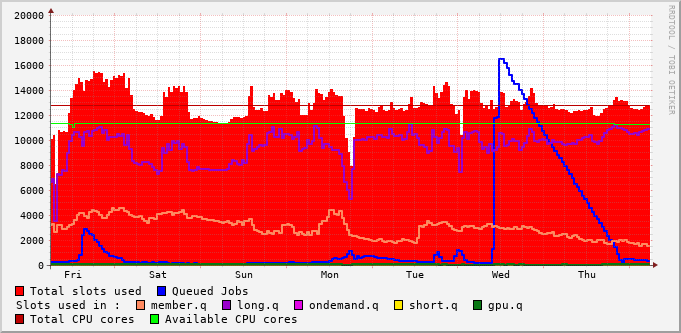 20000
18000
16000
14000
12000
10000
8000
6000
4000
2000
0
Fri Sat Sun Mon Tue Wed Thu
RRDTOOL / TOBI OETIKER
Total slots used Queued Jobs
Slots used in : member.q long.q ondemand.q short.q gpu.q
Total CPU cores Available CPU cores